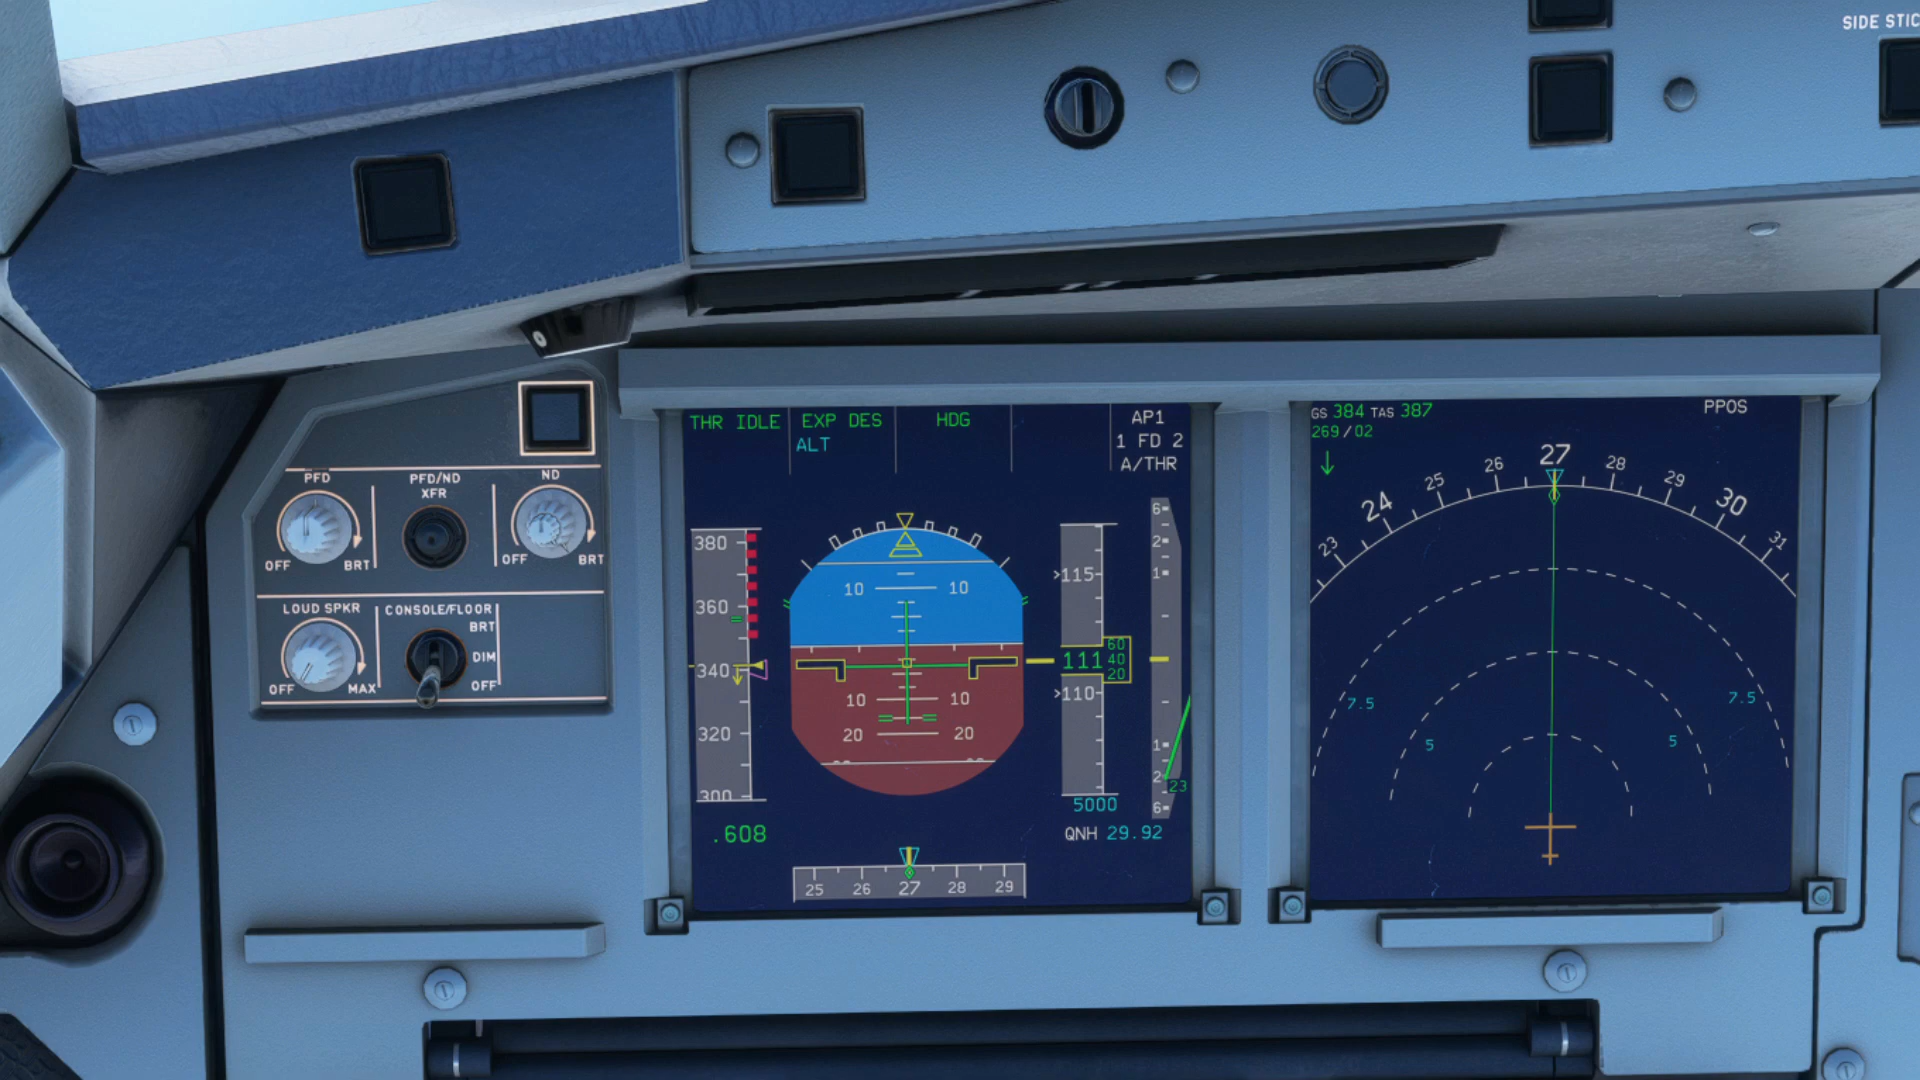 SIDE STIC
PFD
PFD/ND
XFR
ND
OFF
BRT
OFF
BRT
LOUD SPKR
CONSOLE/FLOOR
BRT
DIM
OFF
OFF
MAX
THR IDLE
EXP DES
HDG
AP1
ALT
1 FD 2
A/THR
380
360
340
320
300
.608
10 10
10 10
20 20
115
111
60
40
20
110
5000
QNH 29.92
6
2
1
1
2
6
23
25 26 27 28 29
GS 384 TAS 387
PPOS
269/02
23 24 25 26 27 28 29 30 31
7.5 7.5
5 5